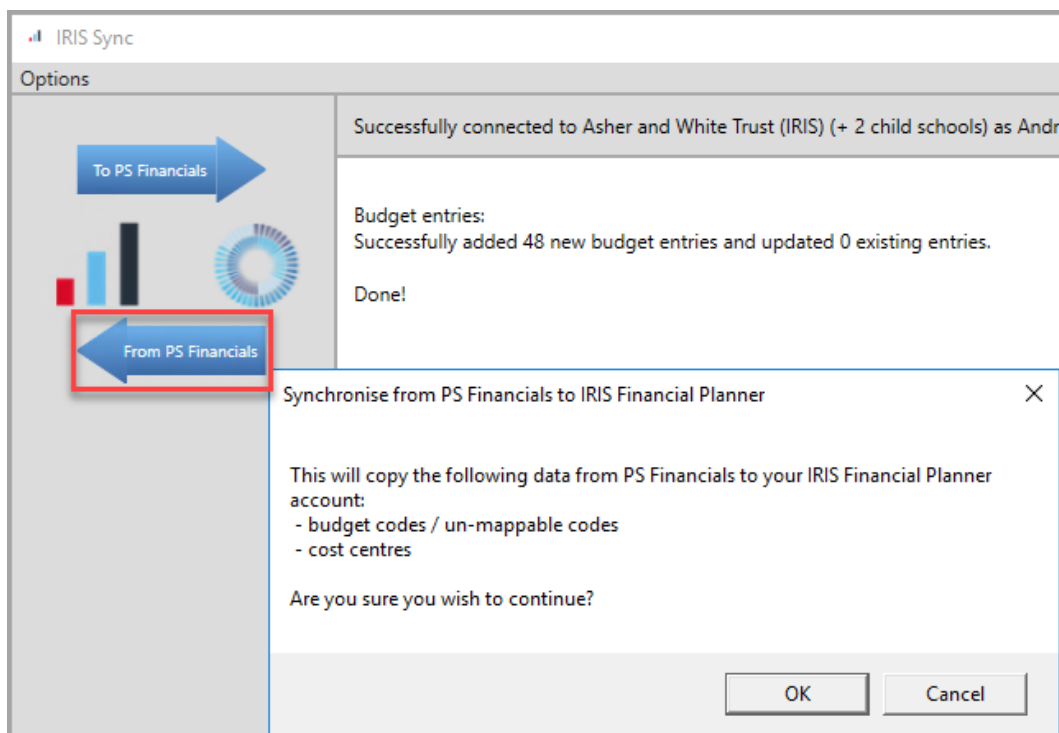 IRIS Sync
Options
To PS Financials
From PS Financials
Successfully connected to Asher and White Trust (IRIS) (+ 2 child schools) as Andr
Budget entries:
Successfully added 48 new budget entries and updated 0 existing entries.
Done!
Synchronise from PS Financials to IRIS Financial Planner
This will copy the following data from PS Financials to your IRIS Financial Planner
account:
- budget codes / un-mappable codes
- cost centres
Are you sure you wish to continue?
OK
Cancel